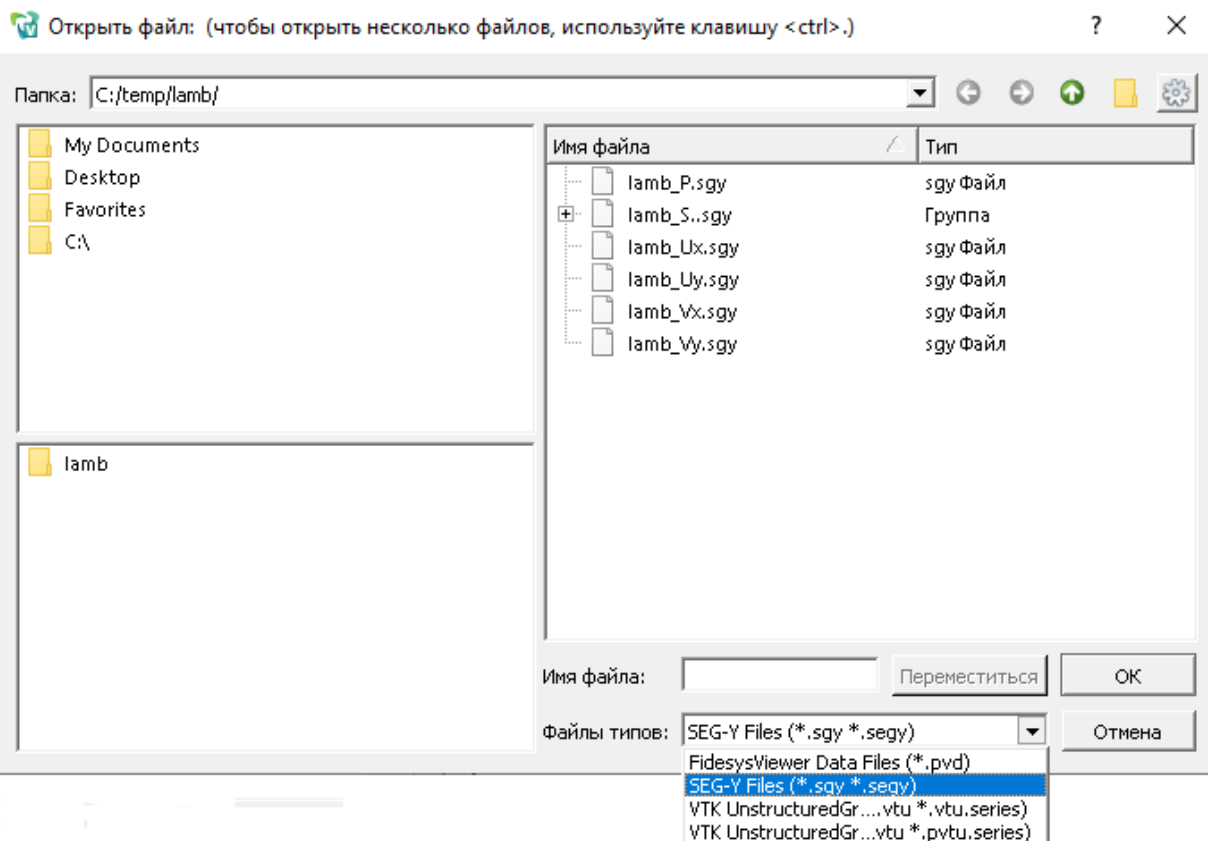 Открыть файл: (чтобы открыть несколько файлов, используйте клавишу <ctrl>.)
Папка: C:/temp/lamb/
My Documents
Desktop
Favorites
C:\
lamb
Имя файла Тип
lamb_P.sgy sgy Файл
lamb_S..sgy Группа
lamb_Ux.sgy sgy Файл
lamb_Uy.sgy sgy Файл
lamb_Vx.sgy sgy Файл
lamb_Vy.sgy sgy Файл
Имя файла: Переместиться OK
Файлы типов: SEG-Y Files (*.sgy *.segy) Отмена
FidesysViewer Data Files (*.pvd)
SEG-Y Files (*.sgy *.segy)
VTK UnstructuredGr....vtu *.vtu.series)
VTK UnstructuredGr...vtu *.pvtu.series)